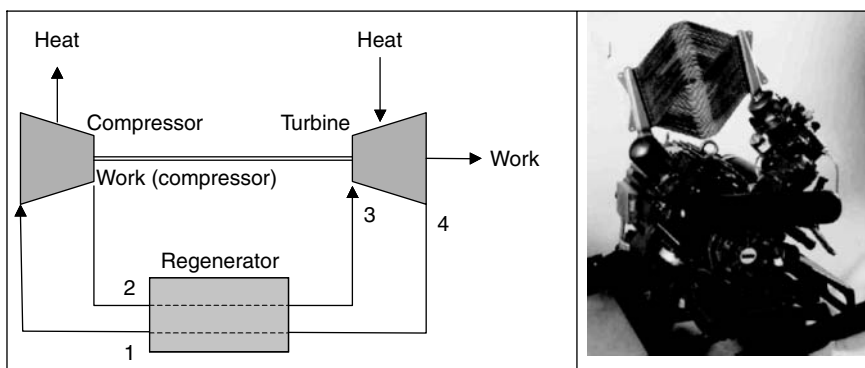 Heat
Heat
Compressor
Turbine
Work
Work (compressor)
3
4
Regenerator
2
1